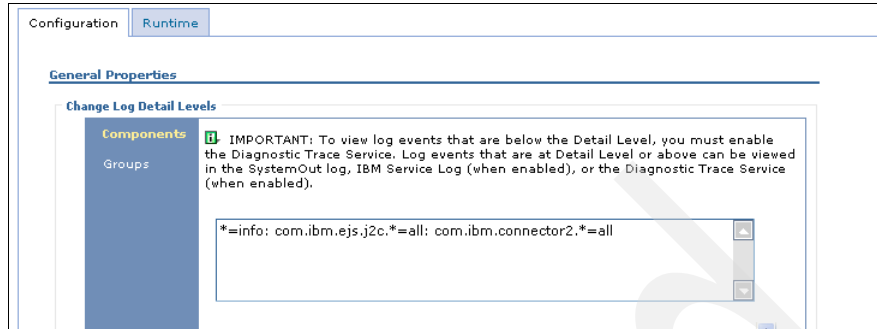 Configuration Runtime
General Properties
Change Log Detail Levels
Components
Groups
IMPORTANT: To view log events that are below the Detail Level, you must enable
the Diagnostic Trace Service. Log events that are at Detail Level or above can be viewed
in the SystemOut log, IBM Service Log (when enabled), or the Diagnostic Trace Service
(when enabled).
*=info: com.ibm.ejs.j2c.*=all: com.ibm.connector2.*=all